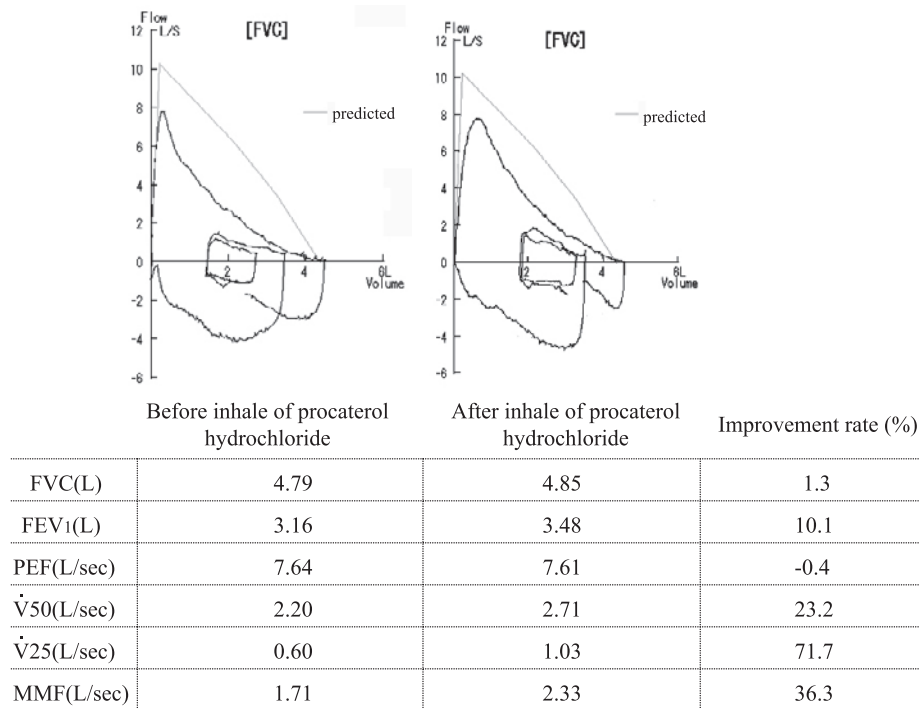 Flow
L/S
[FVC]
12
10
8
6
4
2
0
-2
-4
-6
predicted
2
4
6L
Volume
Flow
L/S
[FVC]
12
10
8
6
4
2
0
-2
-4
-6
predicted
2
4
6L
Volume
Before inhale of procaterol
hydrochloride
After inhale of procaterol
hydrochloride
Improvement rate (%)
FVC(L) 4.79 4.85 1.3
FEV1(L) 3.16 3.48 10.1
PEF(L/sec) 7.64 7.61 -0.4
V̇50(L/sec) 2.20 2.71 23.2
V̇25(L/sec) 0.60 1.03 71.7
MMF(L/sec) 1.71 2.33 36.3